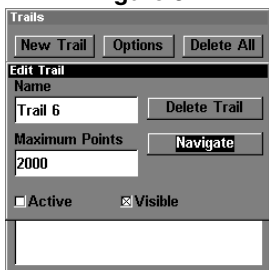 Trails
New Trail Options Delete All
Edit Trail
Name
Trail 6 Delete Trail
Maximum Points Navigate
2000
Active Visible